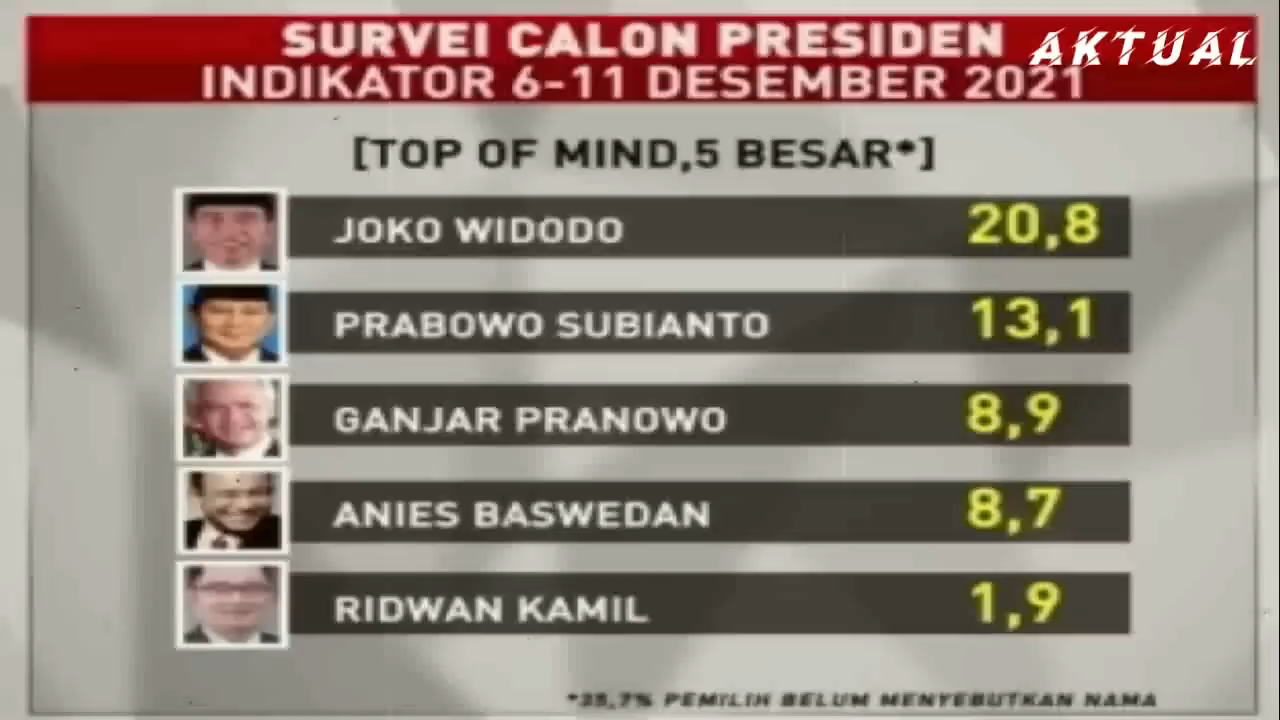 SURVEI CALON PRESIDEN
AKTUAL
INDIKATOR 6-11 DESEMBER 2021
[TOP OF MIND,5 BESAR*]
JOKO WIDODO 20,8
PRABOWO SUBIANTO 13,1
GANJAR PRANOWO 8,9
ANIES BASWEDAN 8,7
RIDWAN KAMIL 1,9
PEMILIH BELUM MENYEBUTKAN NAMA